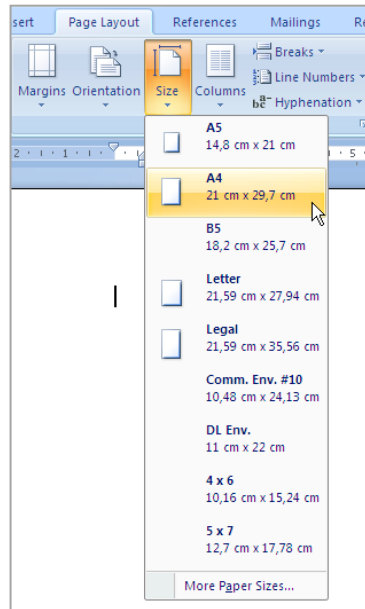 sert Page Layout References Mailings Re
Breaks
Line Numbers
Hyphenation
Margins Orientation Size Columns
2 1 5
A5
14,8 cm x 21 cm
A4
21 cm x 29,7 cm
B5
18,2 cm x 25,7 cm
Letter
21,59 cm x 27,94 cm
Legal
21,59 cm x 35,56 cm
Comm. Env. #10
10,48 cm x 24,13 cm
DL Env.
11 cm x 22 cm
4 x 6
10,16 cm x 15,24 cm
5 x 7
12,7 cm x 17,78 cm
More Paper Sizes...